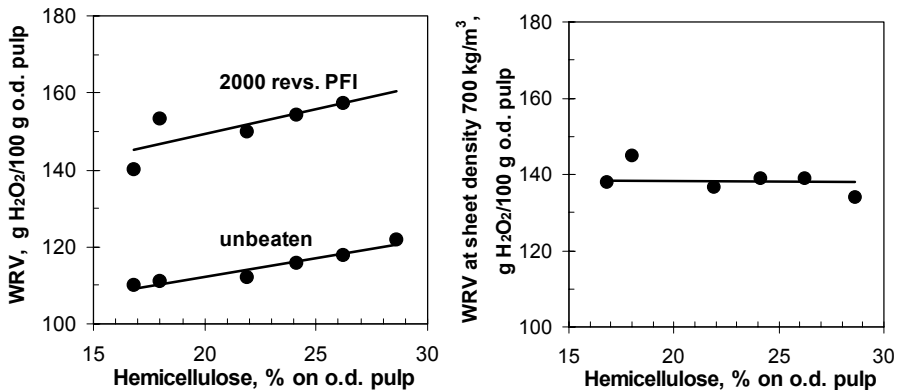 WRV, g H₂O₂/100 g o.d. pulp
180
160
140
120
100
2000 revs. PFI
unbeaten
15 20 25 30
Hemicellulose, % on o.d. pulp
WRV at sheet density 700 kg/m³,
g H₂O₂/100 g o.d. pulp
180
160
140
120
100
15 20 25 30
Hemicellulose, % on o.d. pulp